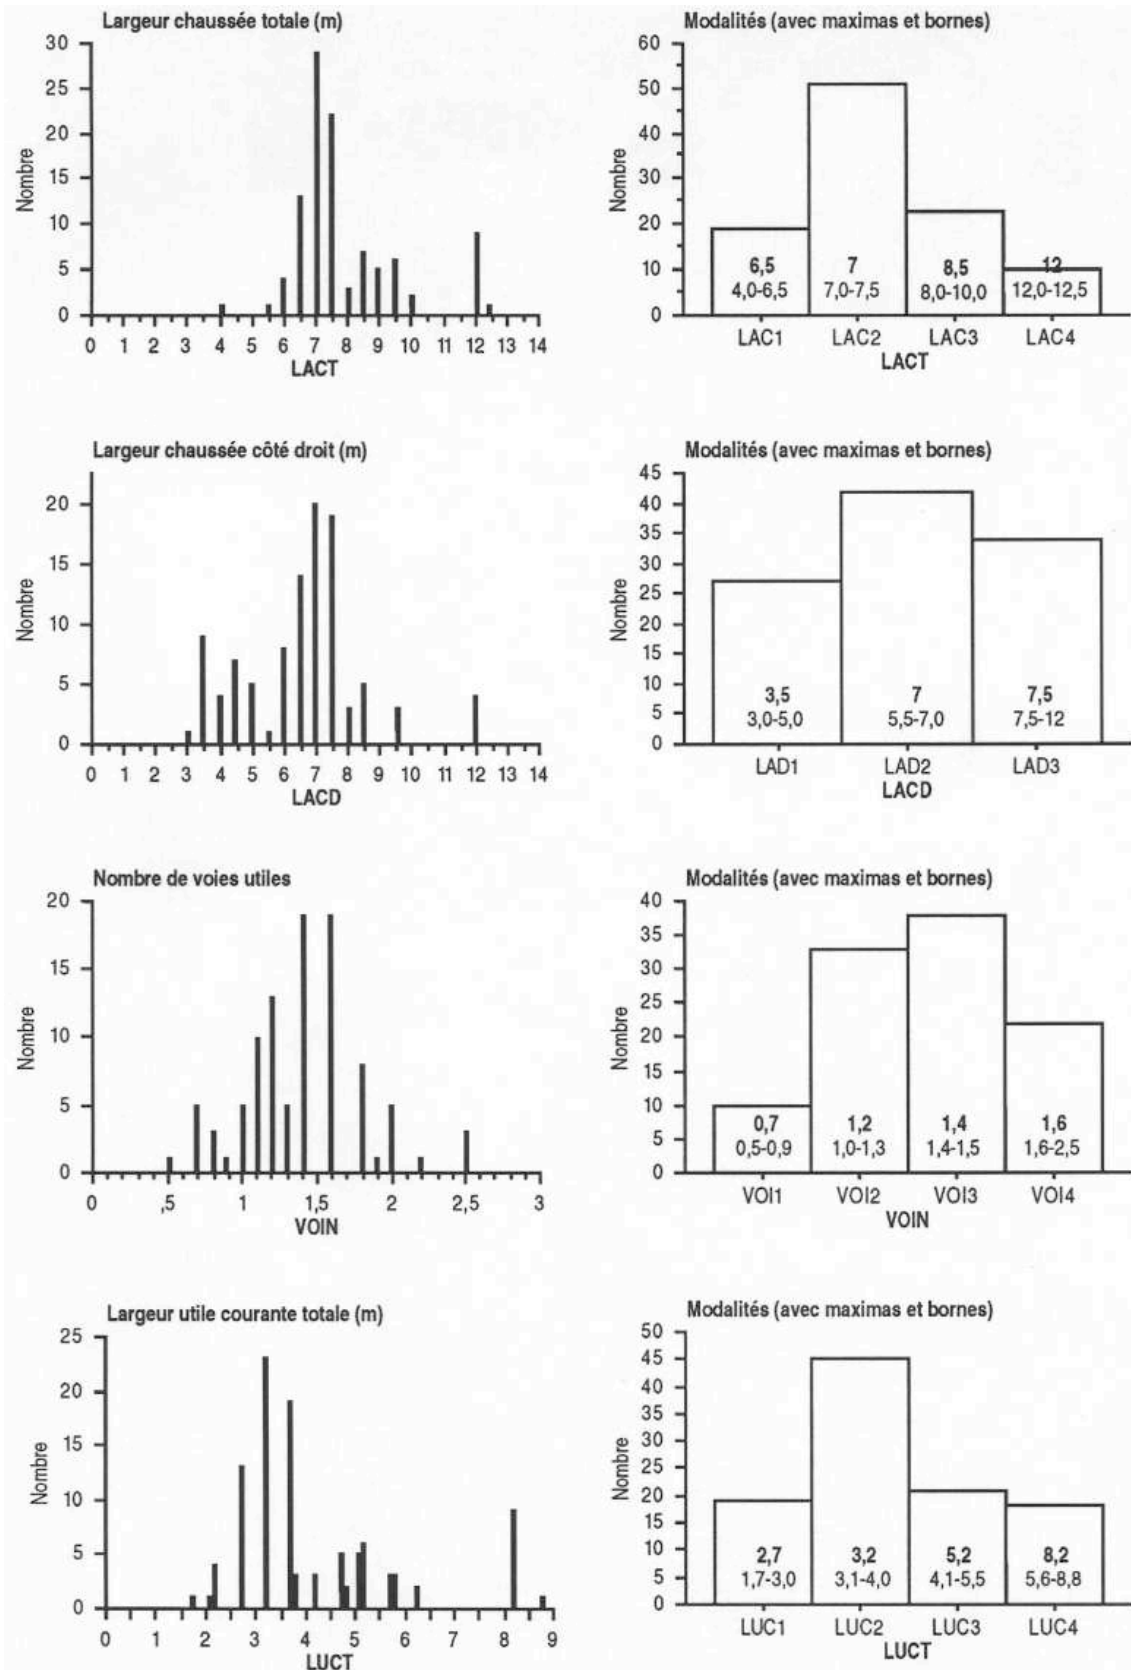 Largeur chaussée totale (m)
30
25
20
15
10
5
0
Nombre
0 1 2 3 4 5 6 7 8 9 10 12 13 14
LACT
Modalités (avec maximas et bornes)
60
50
40
30
20
10
0
Nombre
6,5 7 8,5 12
4,0-6,5 7,0-7,5 8,0-10,0 12,0-12,5
LAC1 LAC2 LAC3 LAC4
LACT
Largeur chaussée côté droit (m)
20
15
10
5
0
Nombre
0 1 2 3 4 5 6 7 8 9 10 11 12 13 14
LACD
Modalités (avec maximas et bornes)
45
40
35
30
25
20
15
10
5
0
Nombre
3,5 7 7,5
3,0-5,0 5,5-7,0 7,5-12
LAD1 LAD2 LAD3
LACD
Nombre de voies utiles
20
15
10
5
0
Nombre
0 ,5 1 1,5 2 2,5 3
VOIN
Modalités (avec maximas et bornes)
40
35
30
25
20
15
10
5
0
Nombre
0,7 1,2 1,4 1,6
0,5-0,9 1,0-1,3 1,4-1,5 1,6-2,5
VOI1 VOI2 VOI3 VOI4
VOIN
Largeur utile courante totale (m)
25
20
15
10
5
0
Nombre
0 1 2 3 4 5 6 7 8 9
LUCT
Modalités (avec maximas et bornes)
50
45
40
35
30
25
20
15
10
5
0
Nombre
2,7 3,2 5,2 8,2
1,7-3,0 3,1-4,0 4,1-5,5 5,6-8,8
LUC1 LUC2 LUC3 LUC4
LUCT